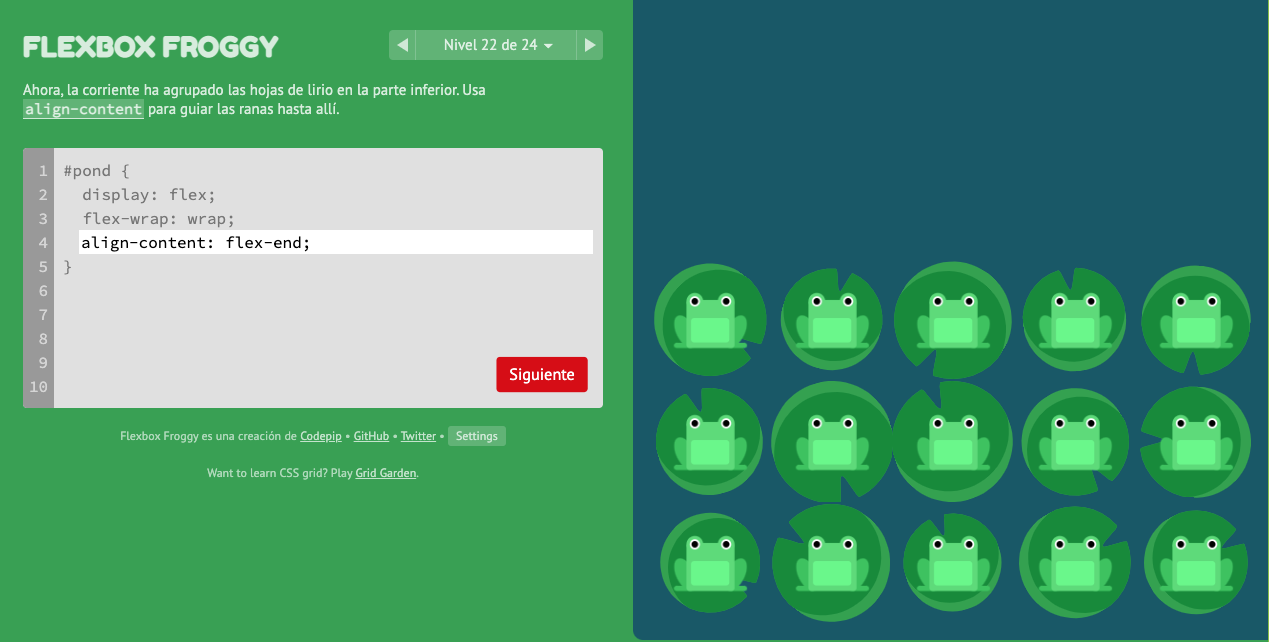 FLEXBOX FROGGY
Nivel 22 de 24
Ahora, la corriente ha agrupado las hojas de lirio en la parte inferior. Usa
align-content para guiar las ranas hasta allí.
1 #pond {
2 display: flex;
3 flex-wrap: wrap;
4 align-content: flex-end;
5 }
6
7
8
9
10
Siguiente
Flexbox Froggy es una creación de Codepip • GitHub • Twitter • Settings
Want to learn CSS grid? Play Grid Garden.